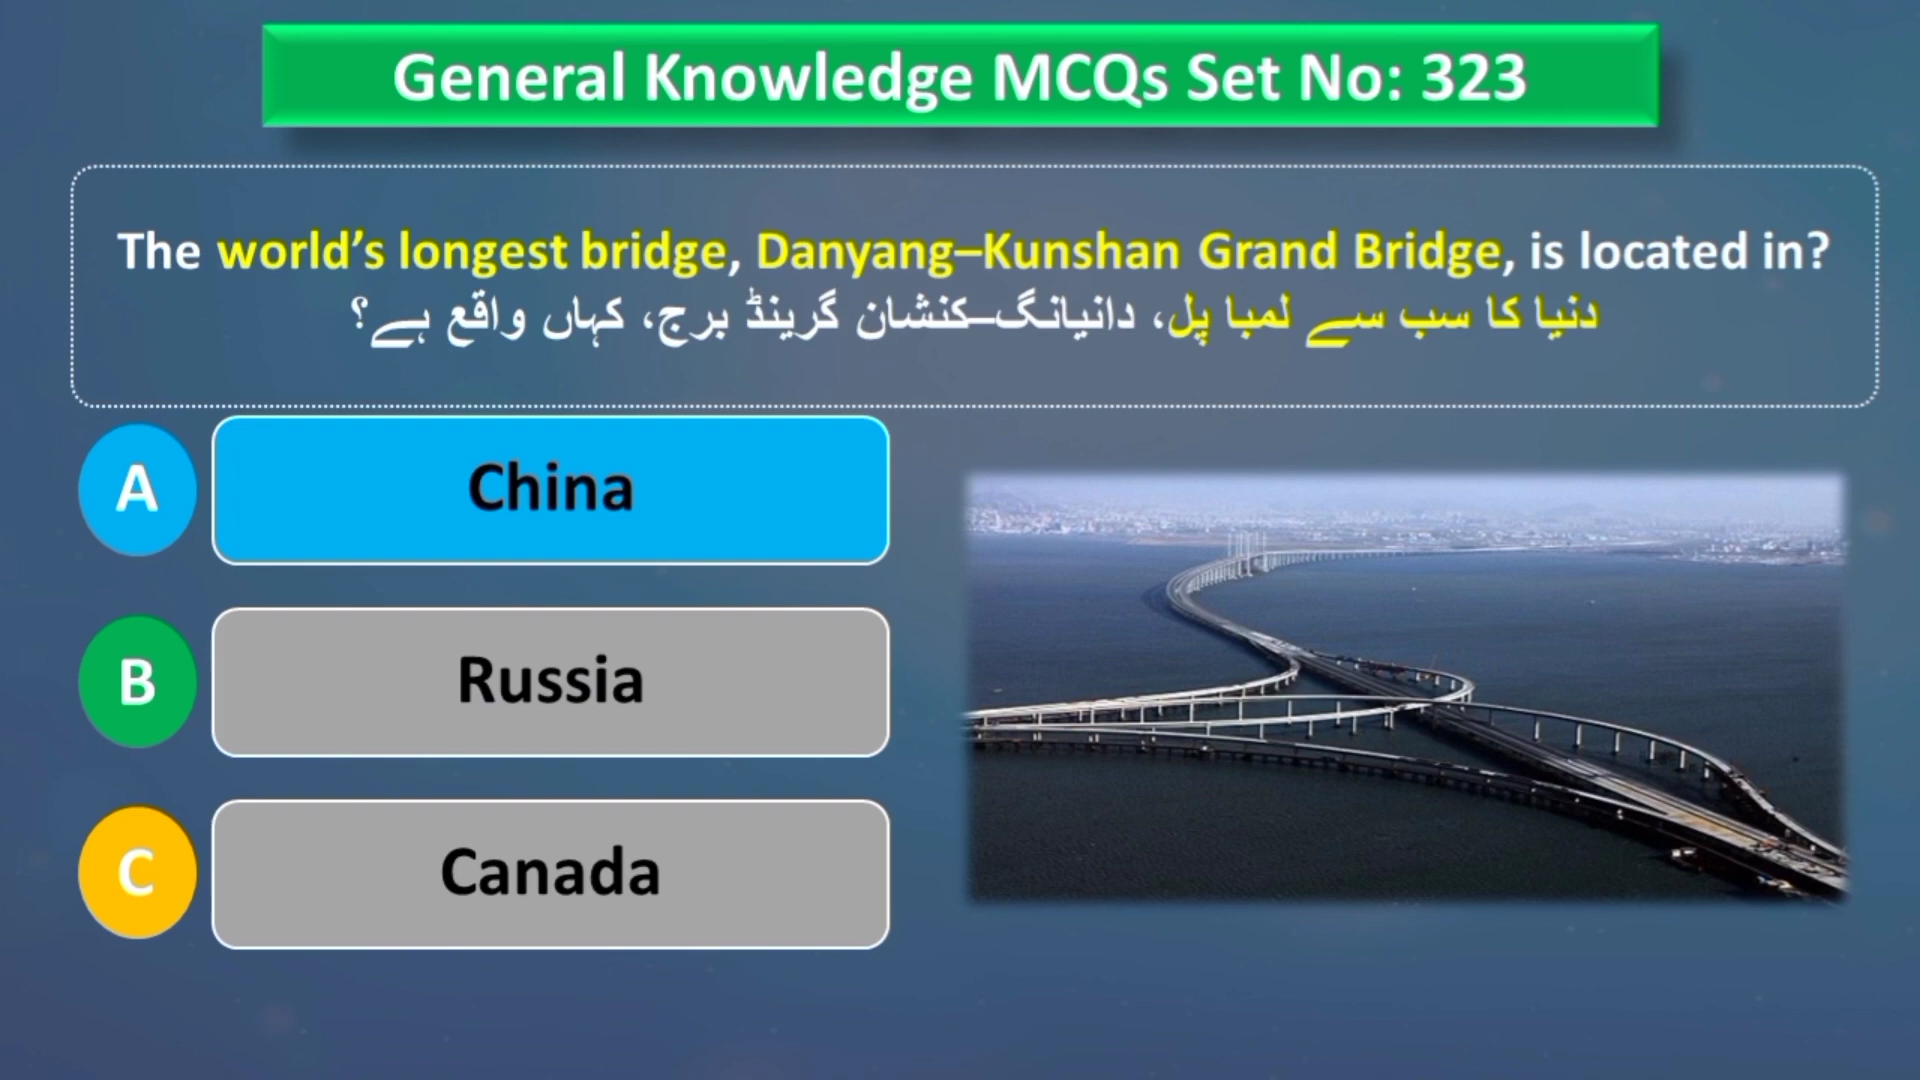 General Knowledge MCQs Set No: 323
The world’s longest bridge, Danyang–Kunshan Grand Bridge, is located in?
دنیا کا سب سے لمبا پل، دانیانگ–کنشان گرینڈ برج، کہاں واقع ہے؟
A
China
B
Russia
C
Canada